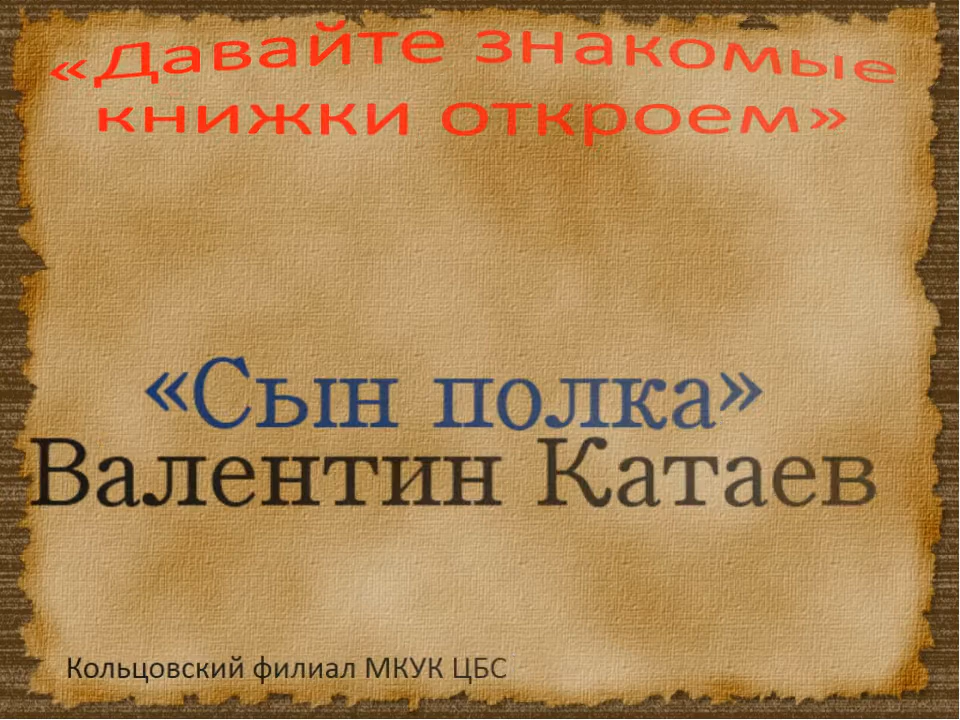 «Давайте знакомые
книжки откроем»
«Сын полка»
Валентин Катаев
Кольцовский филиал МКУК ЦБС